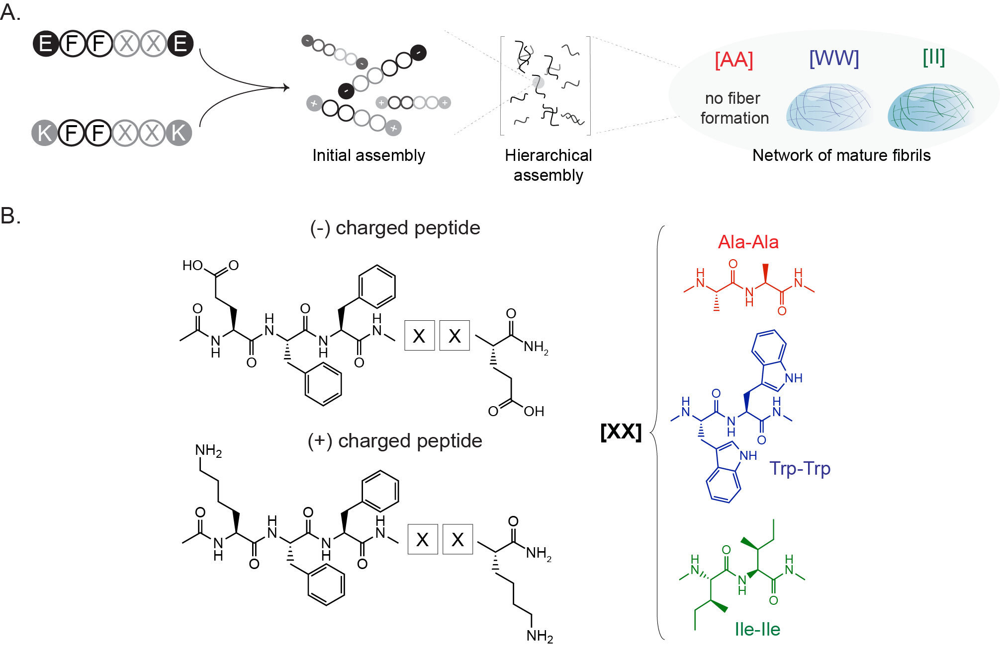 A.
E F F X X E
K F F X X K
- - - -
+ + + +
Initial assembly
Hierarchical
assembly
[AA] [WW] [II]
no fiber
formation
Network of mature fibrils
B.
(-) charged peptide
HO O
O H N O H N
N H O N H O
X X
O
NH2
O OH
(+) charged peptide
NH2
O H N O H N
N H O N H O
X X
O
NH2
NH2
[XX]
Ala-Ala
H N O H N
N H O
NH
H N O H N
N H O
NH
Trp-Trp
H N O H N
N H O
Ile-Ile